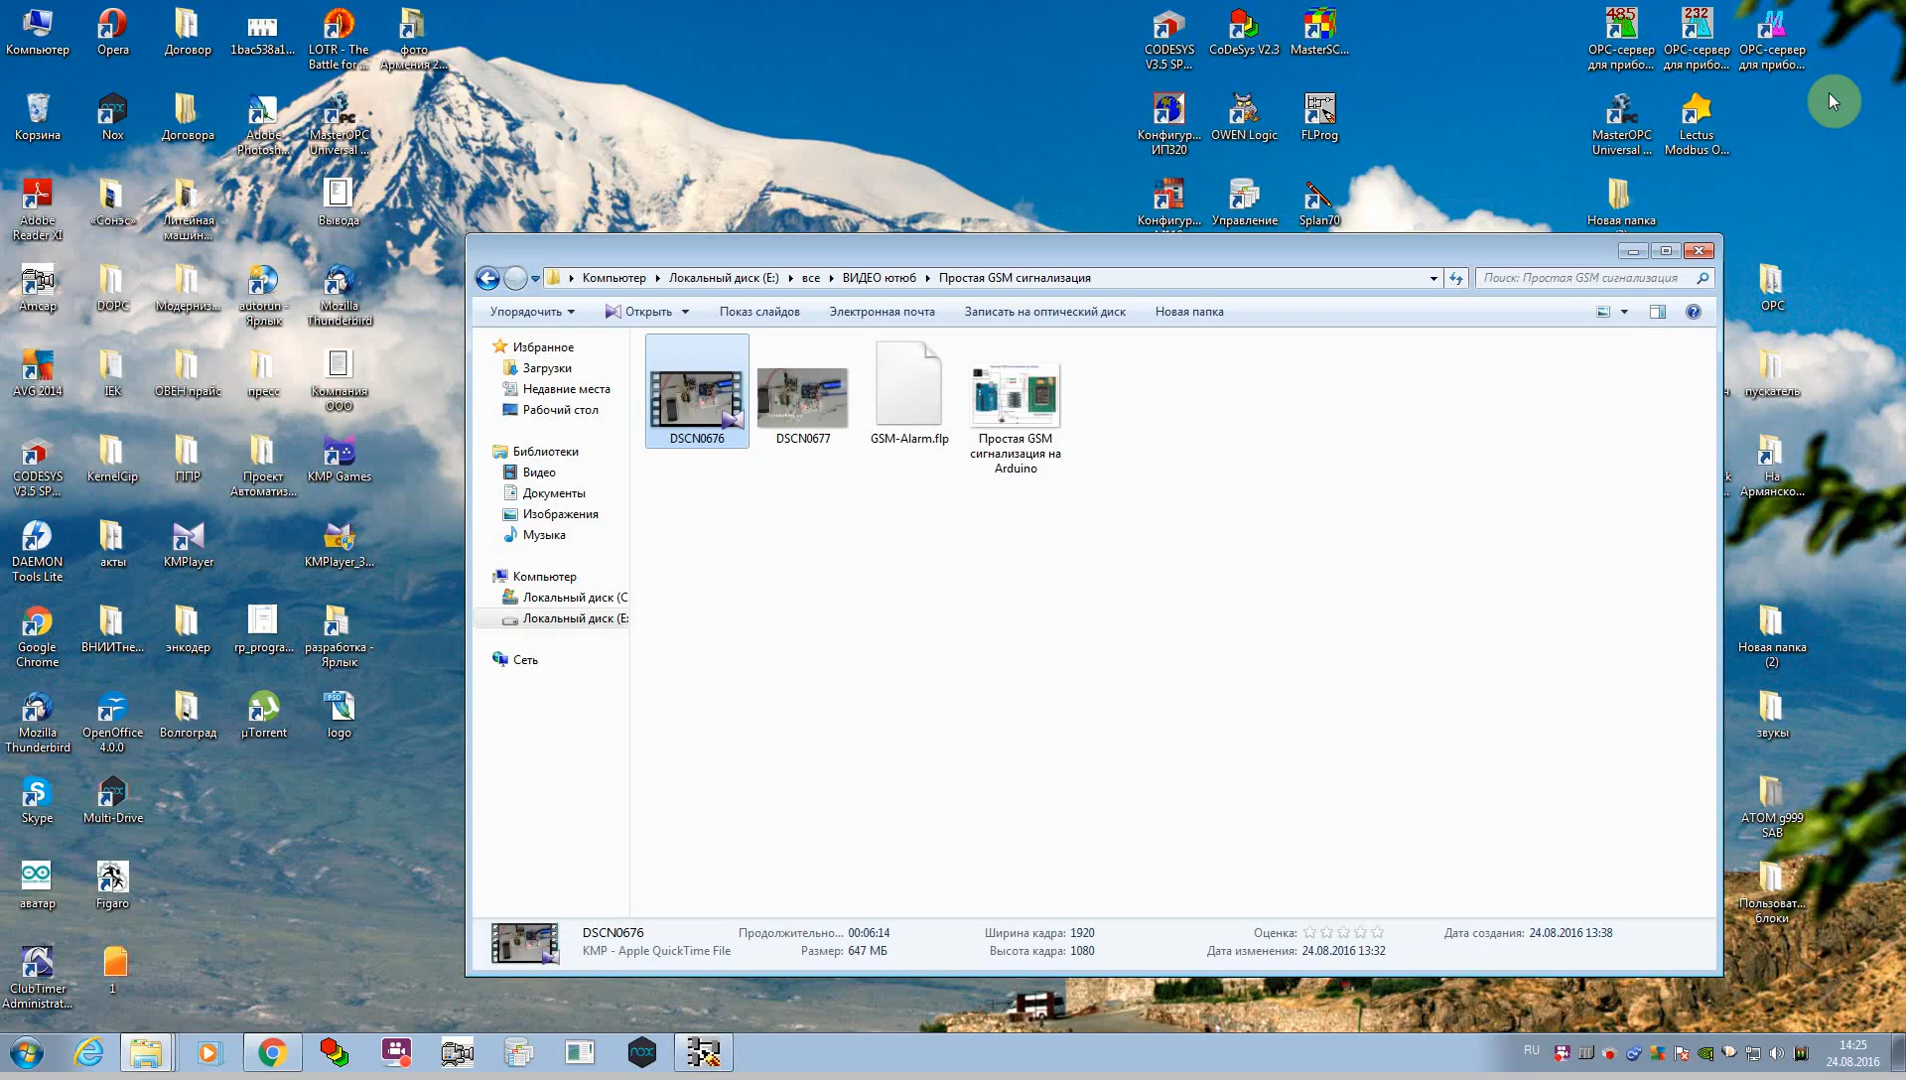 Компьютер
Opera
Договор
1bac538a1...
LOTR - The
Battle for ...
фото
Армения 2...
CODESYS
V3.5 SP...
CoDeSys V2.3
MasterSC...
485
OPC-сервер
для прибо...
232
OPC-сервер
для прибо...
OPC-сервер
для прибо...
Корзина
Nox
Договора
Adobe
Photosh...
MasterOPC
Universal ...
Конфигур...
ИП320
OWEN Logic
FLProg
MasterOPC
Universal ...
Lectus
Modbus O...
Adobe
Reader XI
«Сонэс»
Литейная
машин...
Вывода
Конфигур...
Управление
Splan70
Новая папка
Amcap
DOPC
Модерниз...
autorun -
Ярлык
Mozilla
Thunderbird
OPC
AVG 2014
IEK
ОВЕН прайс
пресс
Компания
ООО
пускатель
CODESYS
V3.5 SP...
KernelCip
ППР
Проект
Автоматиз...
KMP Games
На
Армянско...
DAEMON
Tools Lite
акты
KMPlayer
KMPlayer_3...
Google
Chrome
ВНИИТне...
энкодер
rp_progra...
разработка -
Ярлык
Новая папка
(2)
Mozilla
Thunderbird
OpenOffice
4.0.0
Волгоград
µTorrent
logo
звукы
Skype
Multi-Drive
ATOM g999
SAB
аватар
Figaro
Пользоват...
блоки
ClubTimer
Administrat...
1
Компьютер
Локальный диск (E:)
все
ВИДЕО ютюб
Простая GSM сигнализация
Поиск: Простая GSM сигнализация
Упорядочить
Открыть
Показ слайдов
Электронная почта
Записать на оптический диск
Новая папка
Избранное
Загрузки
Недавние места
Рабочий стол
Библиотеки
Видео
Документы
Изображения
Музыка
Компьютер
Локальный диск (C
Локальный диск (E:
Сеть
DSCN0676
DSCN0677
GSM-Alarm.flp
Простая GSM
сигнализация на
Arduino
DSCN0676
KMP - Apple QuickTime File
Продолжительно... 00:06:14
Размер: 647 МБ
Ширина кадра: 1920
Высота кадра: 1080
Оценка:
Дата изменения: 24.08.2016 13:32
Дата создания: 24.08.2016 13:38
RU
14:25
24.08.2016